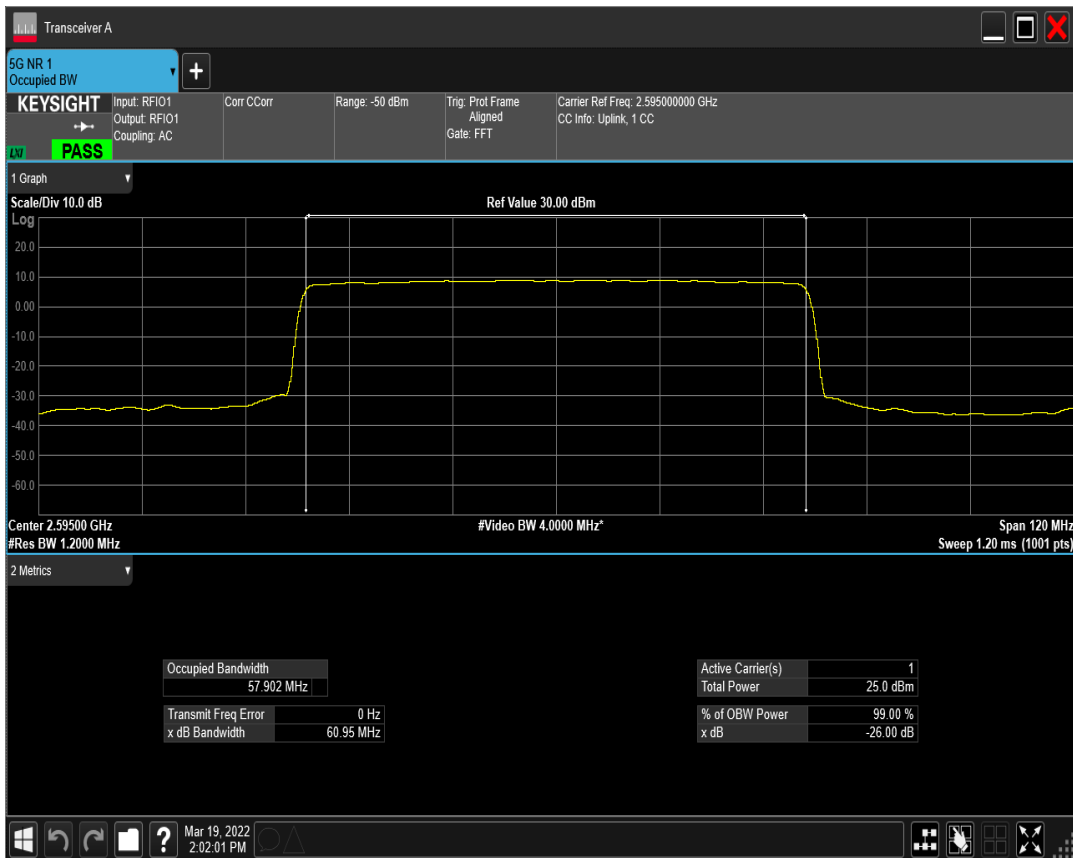 Transceiver A
5G NR 1
Occupied BW
+
KEYSIGHT
LXI
PASS
Input: RFIO1
Output: RFIO1
Coupling: AC
Corr CCorr
Range: -50 dBm
Trig: Prot Frame
Aligned
Gate: FFT
Carrier Ref Freq: 2.595000000 GHz
CC Info: Uplink, 1 CC
1 Graph
Scale/Div 10.0 dB
Ref Value 30.00 dBm
Log
20.0
10.0
0.00
-10.0
-20.0
-30.0
-40.0
-50.0
-60.0
Center 2.59500 GHz
#Video BW 4.0000 MHz*
Span 120 MHz
#Res BW 1.2000 MHz
Sweep 1.20 ms (1001 pts)
2 Metrics
Occupied Bandwidth
57.902 MHz
Transmit Freq Error 0 Hz
x dB Bandwidth 60.95 MHz
Active Carrier(s) 1
Total Power 25.0 dBm
% of OBW Power 99.00 %
x dB -26.00 dB
?
Mar 19, 2022
2:02:01 PM